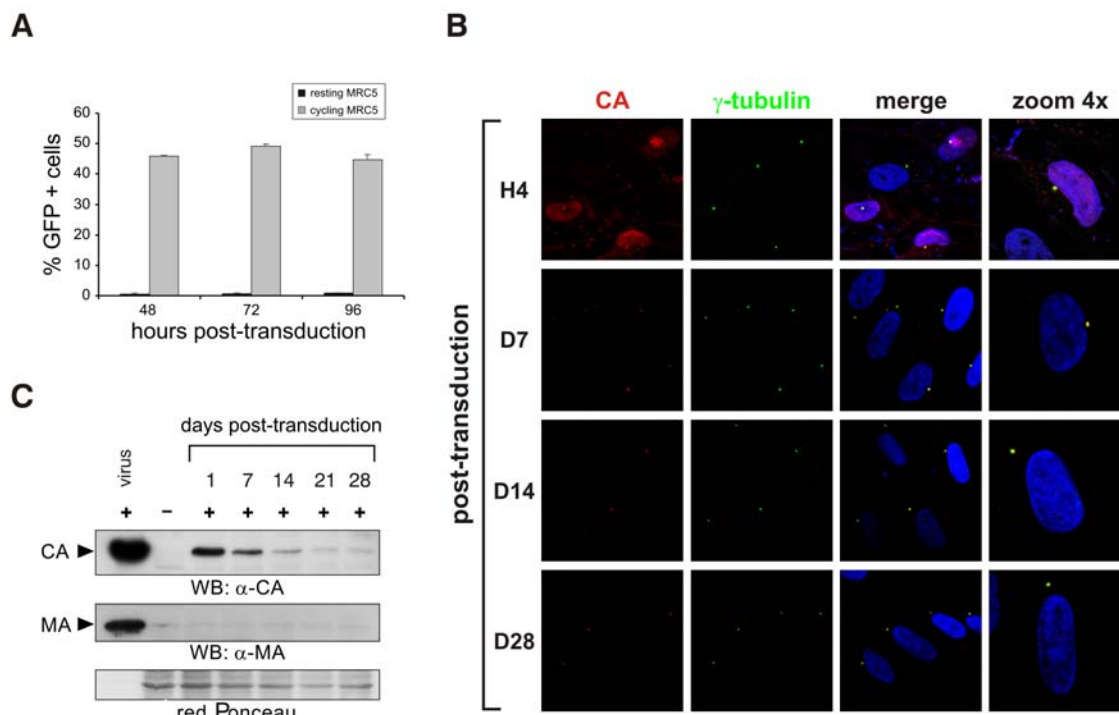 A
resting MRC5
cycling MRC5
% GFP + cells
60
50
40
30
20
10
0
48
72
96
hours post-transduction
B
CA
γ-tubulin
merge
zoom 4x
post-transduction
H4
D7
D14
D28
C
days post-transduction
virus
1 7 14 21 28
+ - + + + + +
CA
WB: α-CA
MA
WB: α-MA
red Ponceau